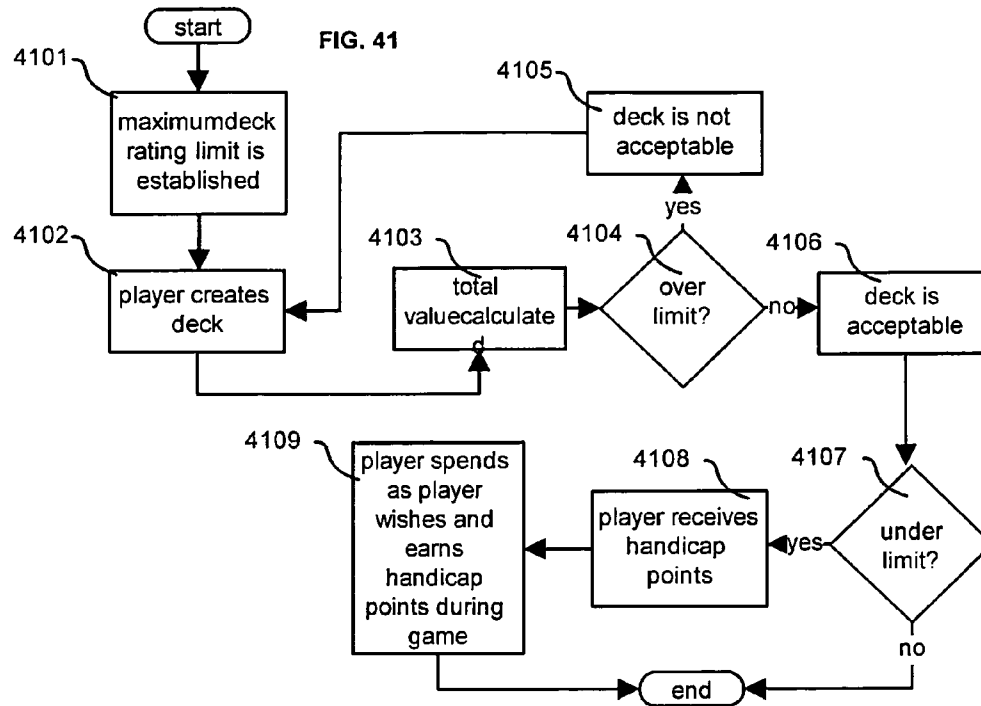 start
FIG. 41
4101
maximumdeck
rating limit is
established
4102
player creates
deck
4105
deck is not
acceptable
yes
4103
total
valuecalculate
d
4104
over
limit?
no
4106
deck is
acceptable
4107
under
limit?
yes
no
4108
player receives
handicap
points
4109
player spends
as player
wishes and
earns
handicap
points during
game
end